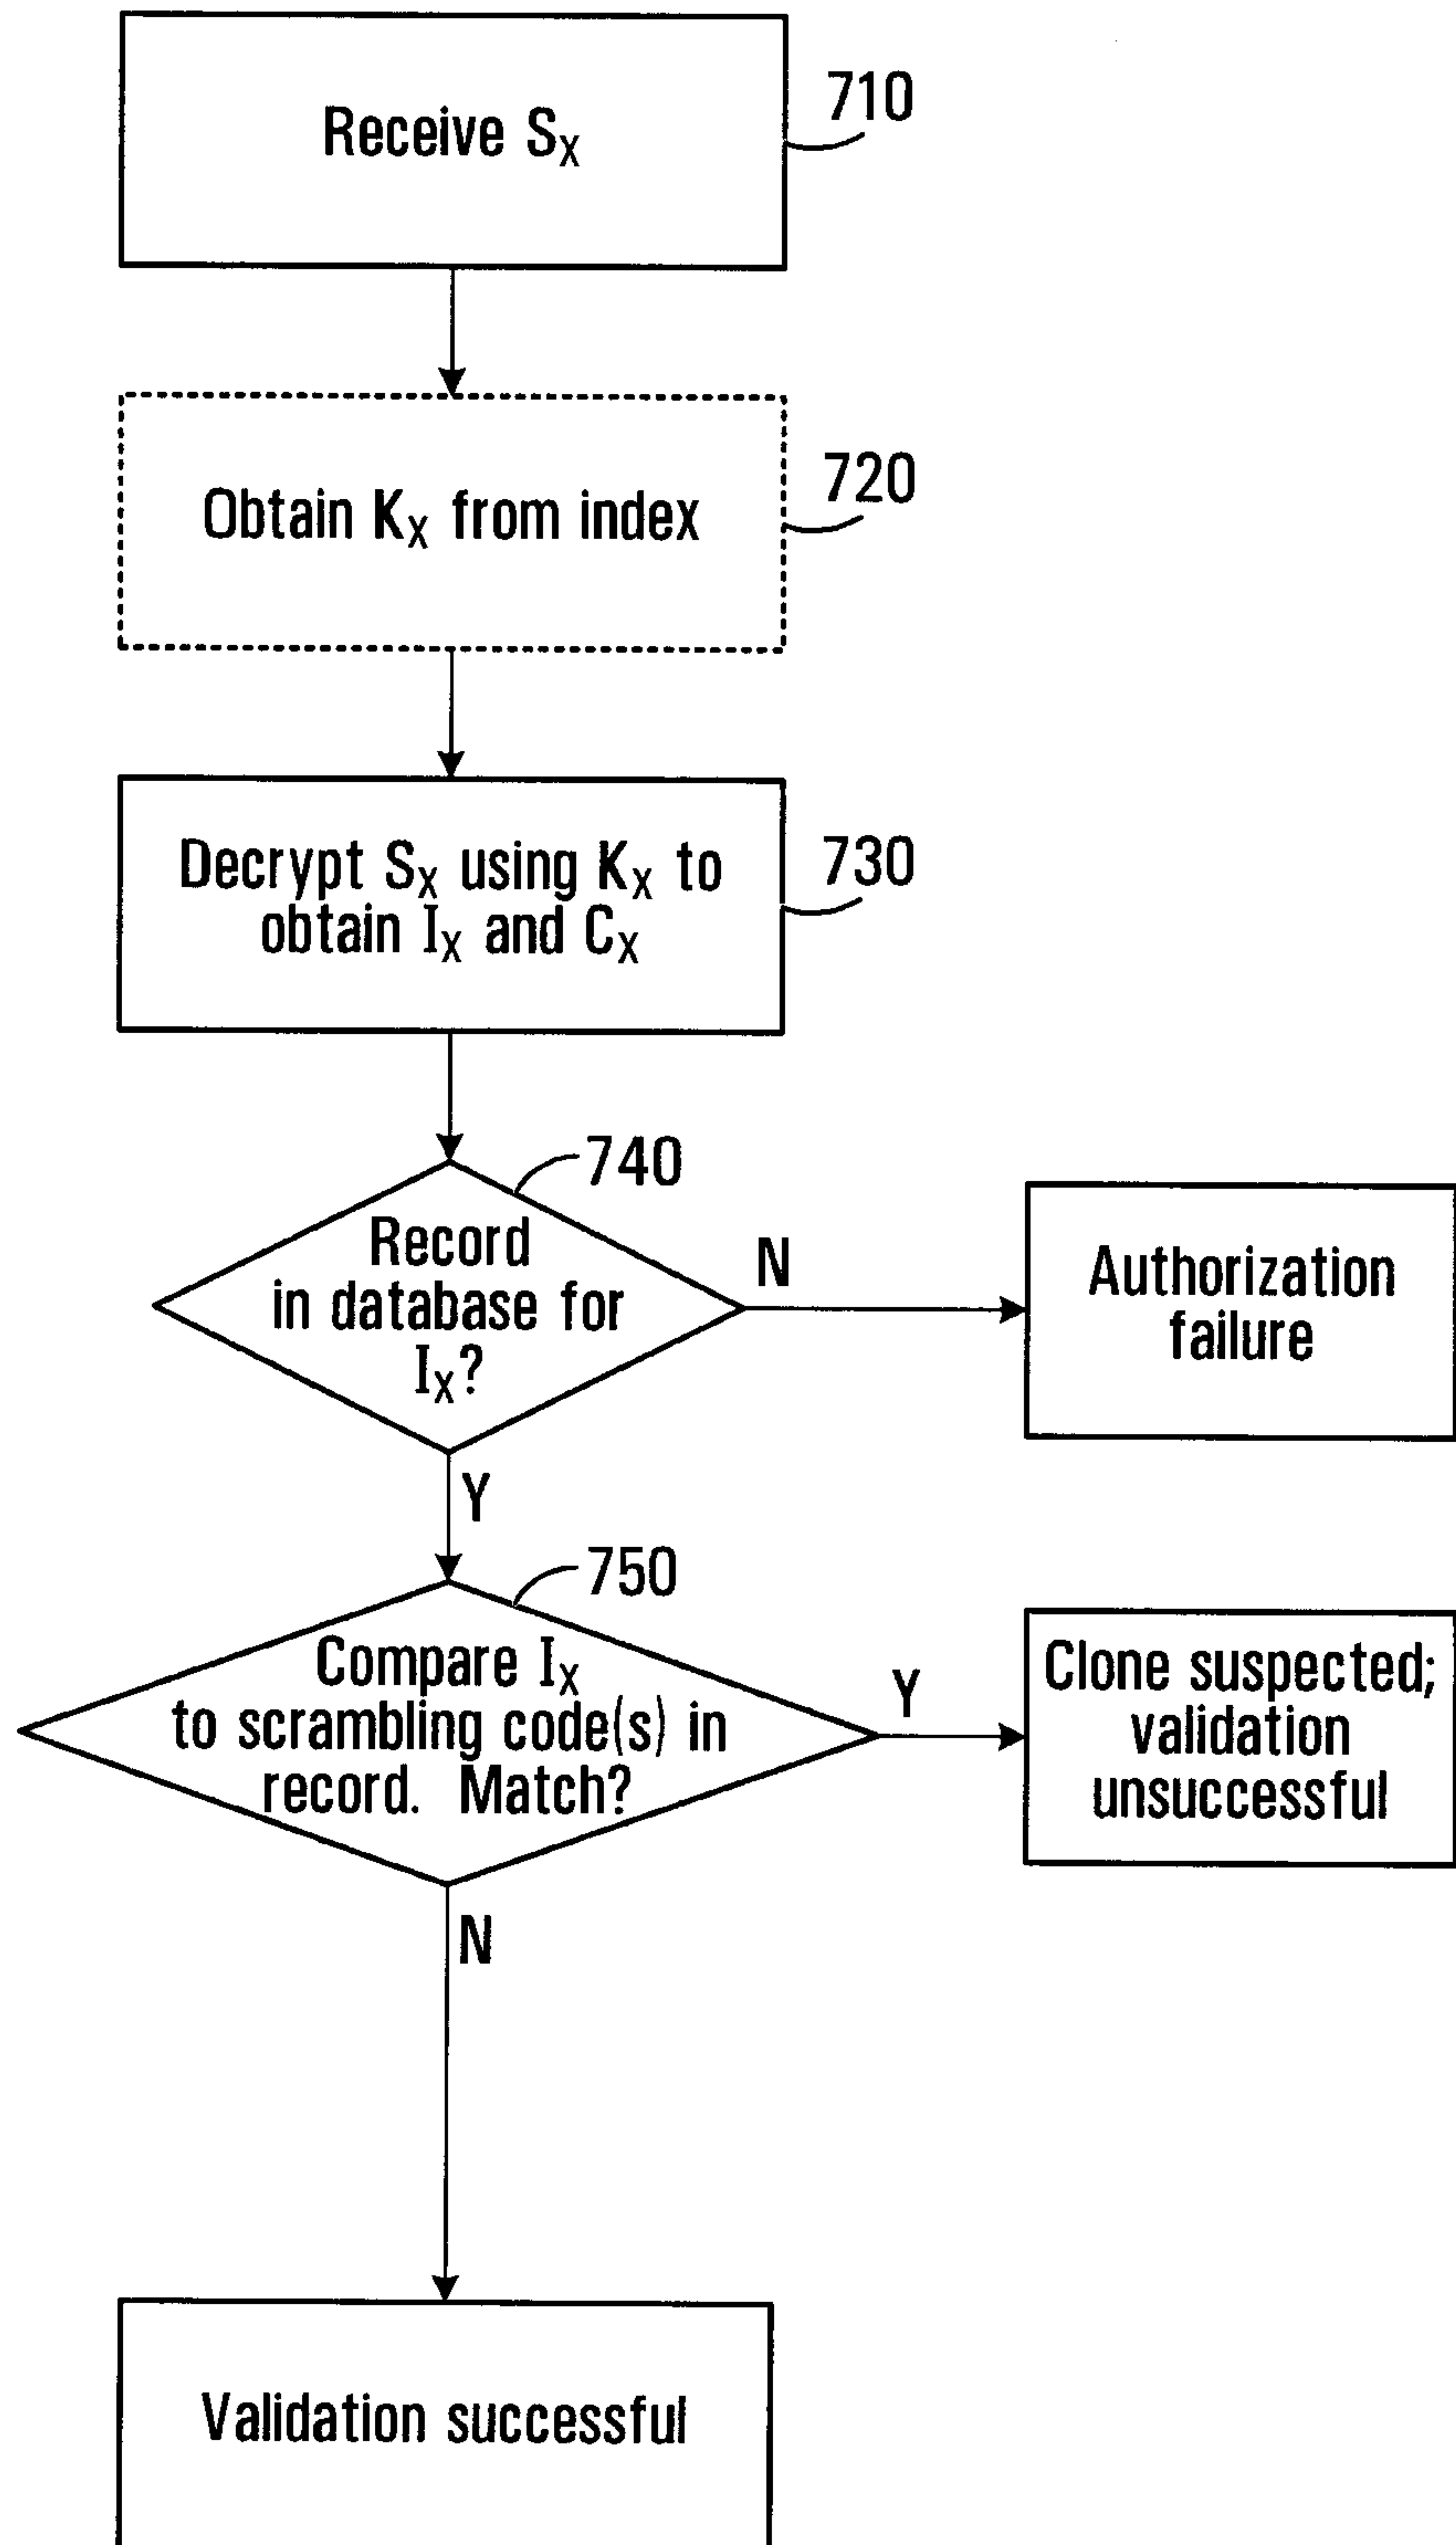 Receive Sx
710
Obtain Kx from index
720
Decrypt Sx using Kx to
obtain Ix and Cx
730
740
Record
in database for
Ix?
N
Authorization
failure
Y
750
Compare Ix
to scrambling code(s) in
record. Match?
Y
Clone suspected;
validation
unsuccessful
N
Validation successful